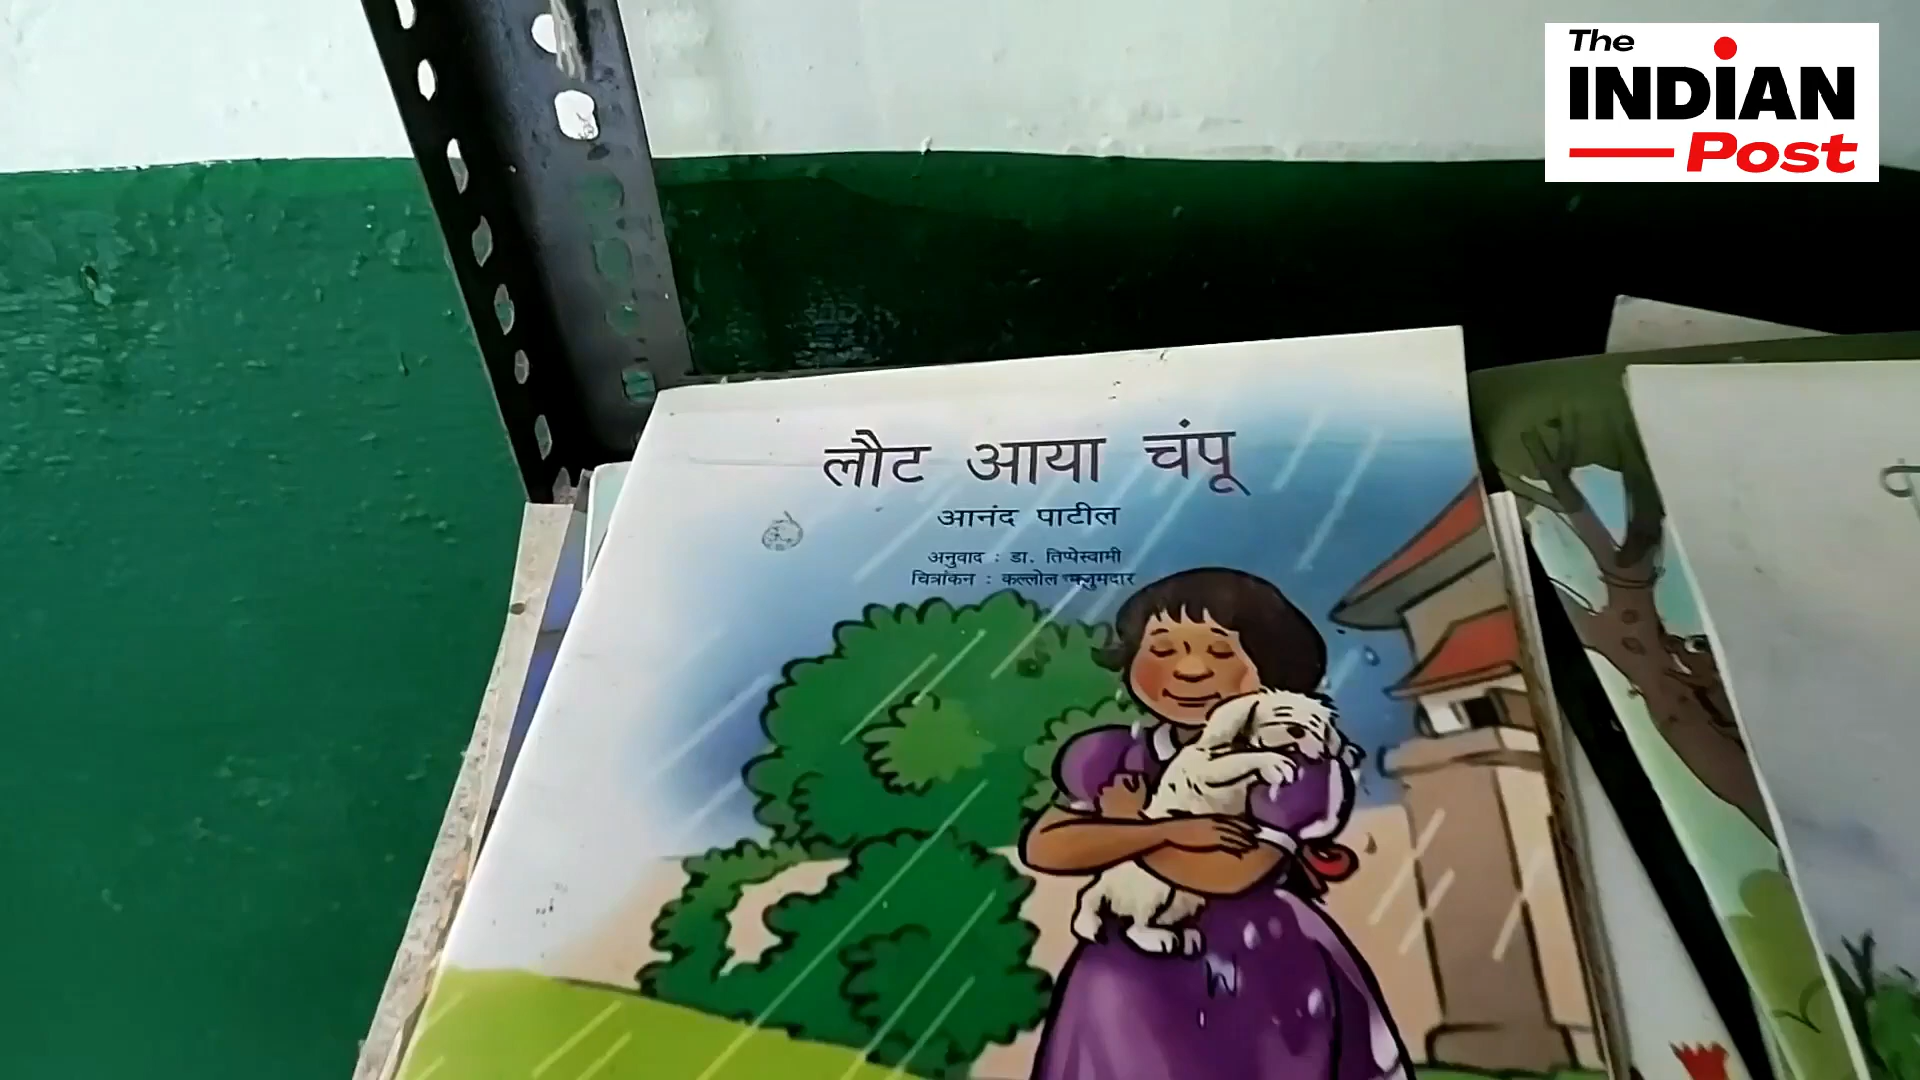 The
INDIAN
Post
लौट आया चंपू
आनंद पाटील
अनुवाद : डा. तिप्पेस्वामी
चित्रांकन : कल्लोल मजुमदार